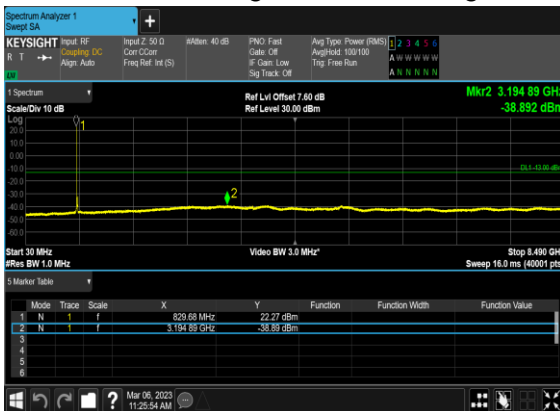 Spectrum Analyzer 1
Swept SA
KEYSIGHT
R T
LV
Input: RF
Coupling: DC
Align: Auto
Input Z: 50 Ω
Corr CCorr
Freq Ref: Int (S)
#Atten: 40 dB
PNO: Fast
Gate: Off
IF Gain: Low
Sig Track: Off
Avg Type: Power (RMS)
Avg|Hold: 100/100
Trig: Free Run
1 2 3 4 5 6
A W W W W W
A N N N N N
1 Spectrum
Scale/Div 10 dB
Ref Lvl Offset 7.60 dB
Ref Level 30.00 dBm
Mkr2 3.194 89 GHz
-38.892 dBm
Log
20.0
10.0
0.00
-10.0
-20.0
-30.0
-40.0
-50.0
-60.0
1
2
DL1 -13.00 dBm
Start 30 MHz
#Res BW 1.0 MHz
Video BW 3.0 MHz*
Stop 8.490 GHz
Sweep 16.0 ms (40001 pts)
5 Marker Table
Mode Trace Scale X Y Function Function Width Function Value
1 N 1 f 829.68 MHz 22.27 dBm
2 N 1 f 3.194 89 GHz -38.89 dBm
3
4
5
6
?
Mar 06, 2023
11:25:54 AM